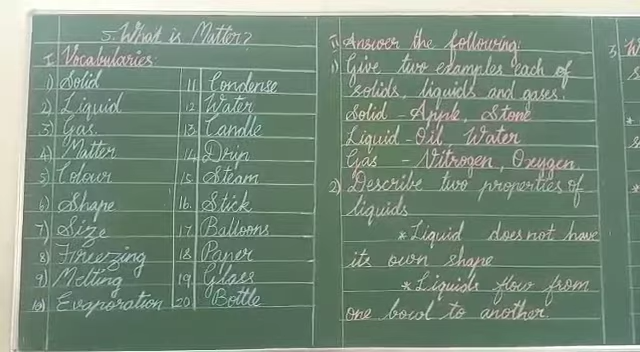 5. What is Matter?
I. Vocabularies:
1) Solid
2) Liquid
3) Gas.
4) Matter
5) Colour
6) Shape
7) Size
8) Freezing
9) Melting
10) Evaporation
11 Condense
12 Water
13. Candle
14. Drip
15. Steam
16. Stick
17. Balloons
18. Paper
19. Glass
20. Bottle
II Answer the following:
1) Give two examples each of
solids, liquids and gases.
Solid - Apple, Stone
Liquid - Oil Water
Gas - Nitrogen, Oxygen.
2) Describe two properties of
liquids
* Liquid does not have
its own shape
* Liquids flow from
one bowl to another.
3.